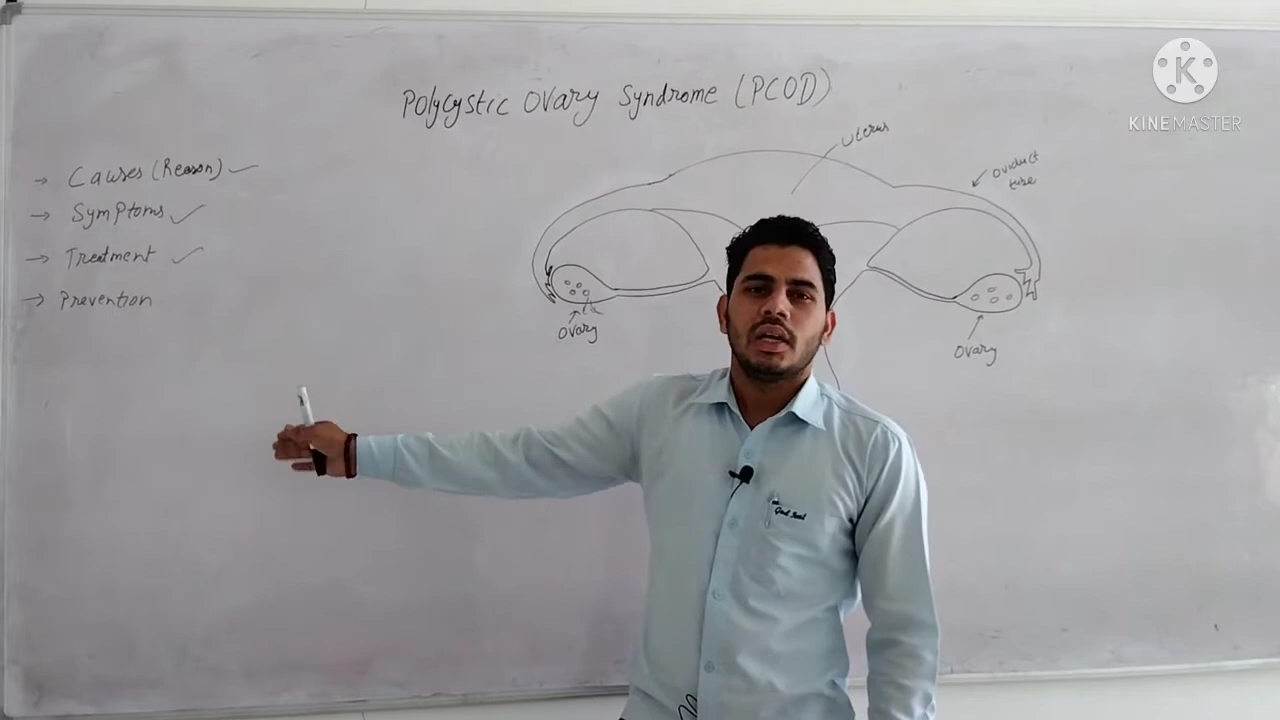 Polycystic Ovary Syndrome (PCOD)
KINEMASTER
→ Causes (Reason) ✓
→ Symptoms ✓
→ Treatment ✓
→ Prevention
Uterus
Oviduct
tube
Ovary
Ovary